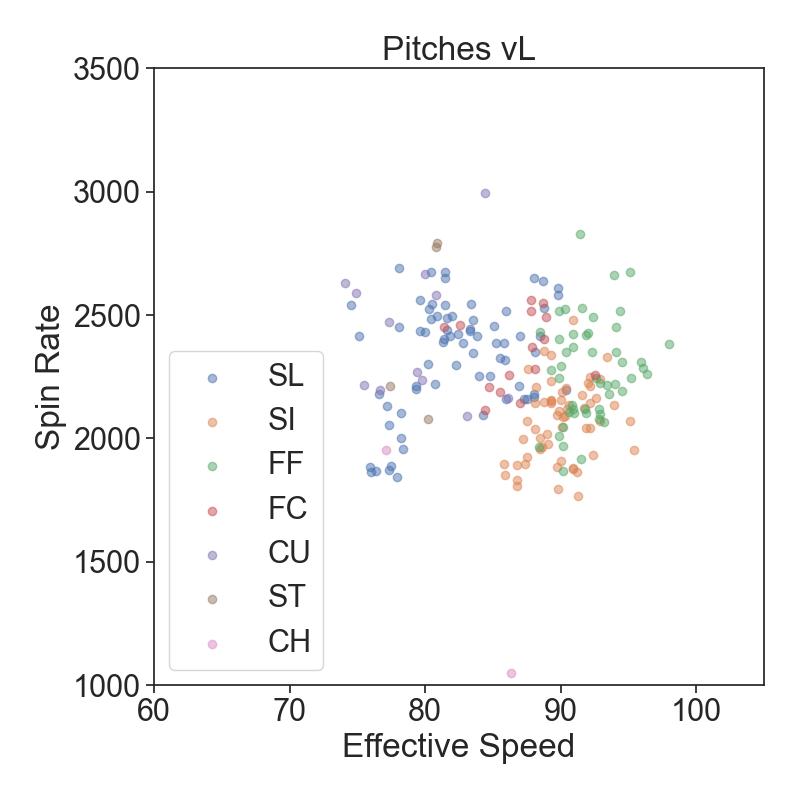 Pitches vL
3500
3000
2500
2000
1500
1000
Spin Rate
SL
SI
FF
FC
CU
ST
CH
60 70 80 90 100
Effective Speed